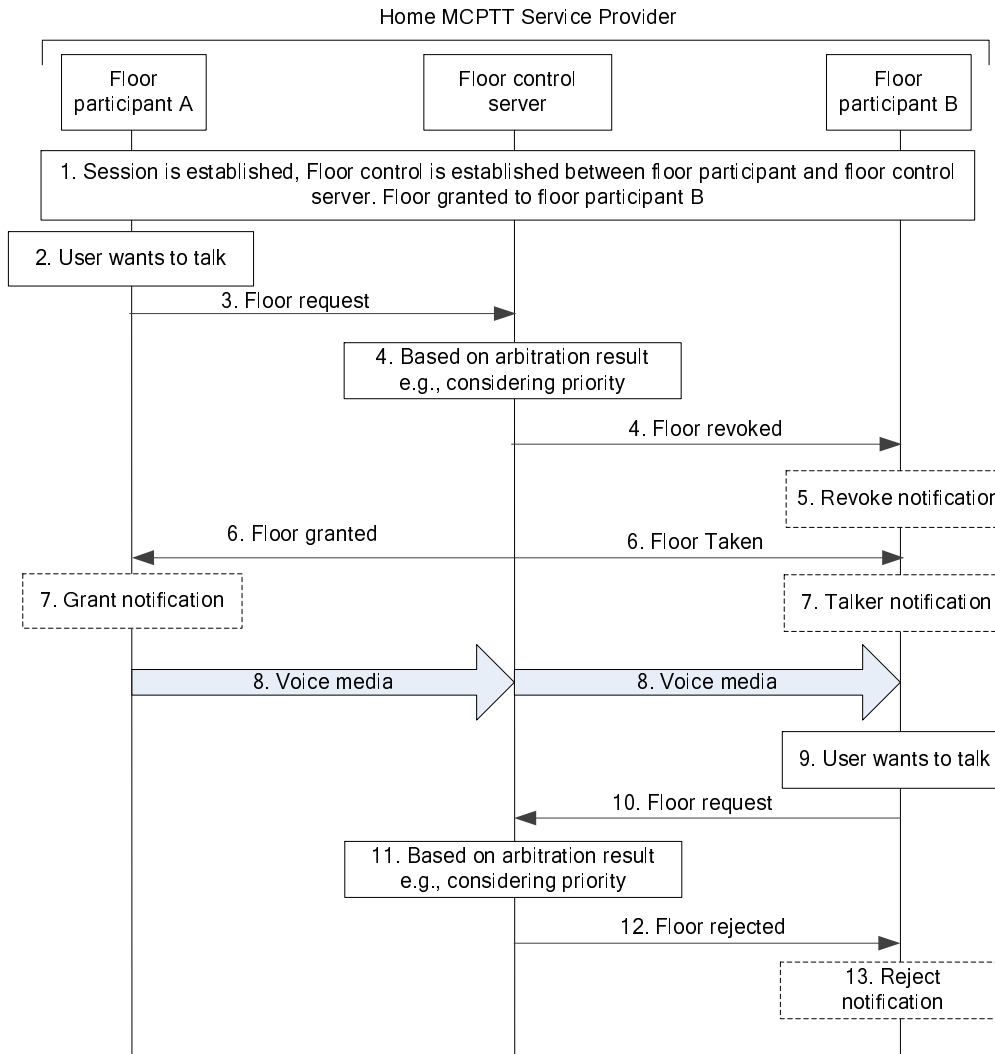 Home MCPTT Service Provider
Floor
participant A
Floor control
server
Floor
participant B
1. Session is established, Floor control is established between floor participant and floor control
server. Floor granted to floor participant B
2. User wants to talk
3. Floor request
4. Based on arbitration result
e.g., considering priority
4. Floor revoked
5. Revoke notification
6. Floor granted
6. Floor Taken
7. Grant notification
7. Talker notification
8. Voice media
8. Voice media
9. User wants to talk
10. Floor request
11. Based on arbitration result
e.g., considering priority
12. Floor rejected
13. Reject
notification